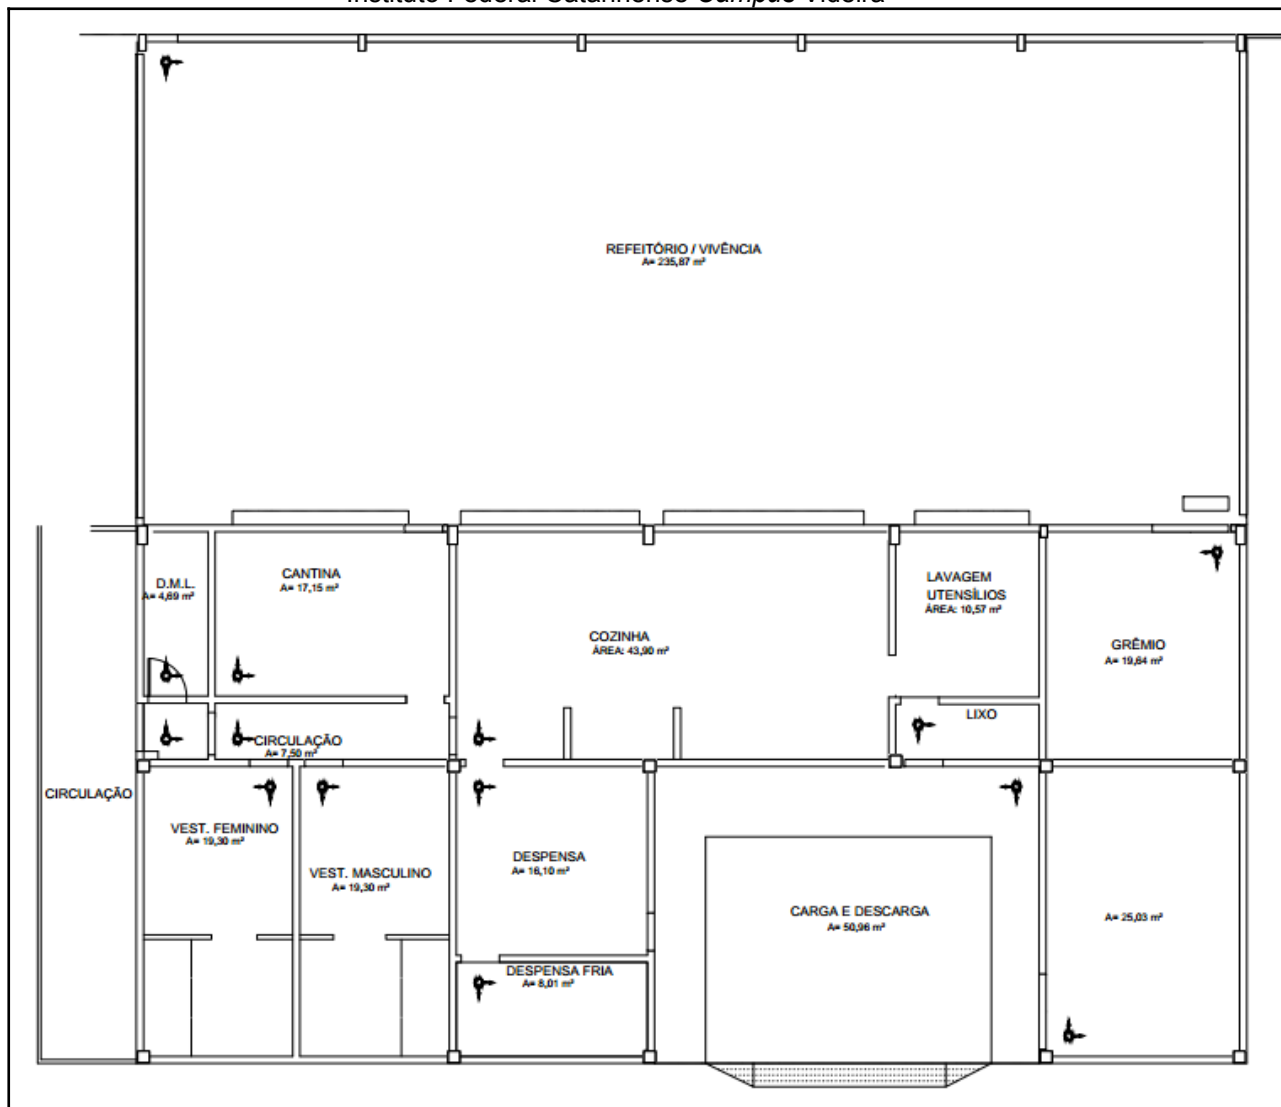 Instituto Federal Catarinense Campus Videira
REFEITÓRIO / VIVÊNCIA
A= 235,87 m²
D.M.L.
A= 4,69 m²
CANTINA
A= 17,15 m²
COZINHA
ÁREA: 43,90 m²
LAVAGEM
UTENSÍLIOS
ÁREA: 10,57 m²
GRÊMIO
A= 19,64 m²
LIXO
CIRCULAÇÃO
A= 7,50 m²
CIRCULAÇÃO
VEST. FEMININO
A= 19,30 m²
VEST. MASCULINO
A= 19,30 m²
DESPENSA
A= 16,10 m²
CARGA E DESCARGA
A= 50,96 m²
A= 25,03 m²
DESPENSA FRIA
A= 8,01 m²